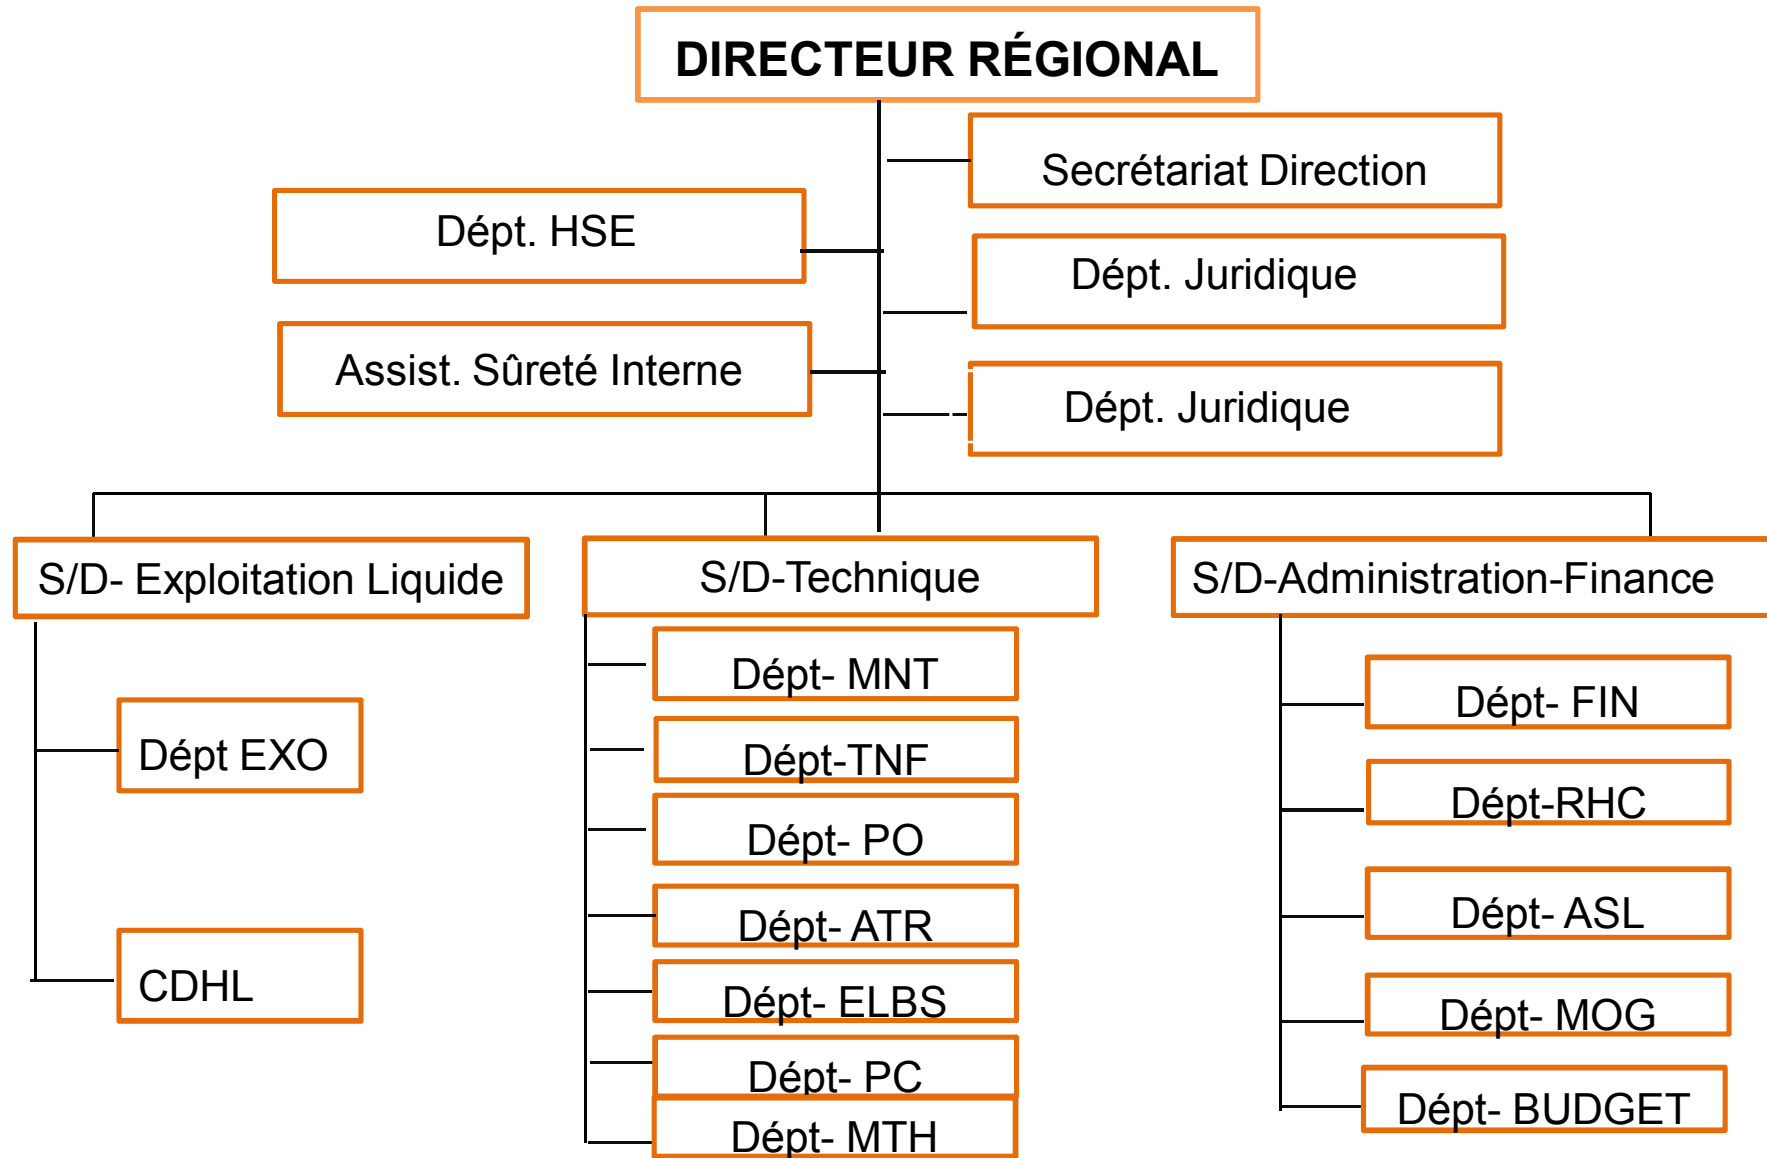 DIRECTEUR RÉGIONAL
Secrétariat Direction
Dépt. HSE
Dépt. Juridique
Assist. Sûreté Interne
Dépt. Juridique
S/D- Exploitation Liquide
S/D-Technique
S/D-Administration-Finance
Dépt EXO
CDHL
Dépt- MNT
Dépt-TNF
Dépt- PO
Dépt- ATR
Dépt- ELBS
Dépt- PC
Dépt- MTH
Dépt- FIN
Dépt-RHC
Dépt- ASL
Dépt- MOG
Dépt- BUDGET